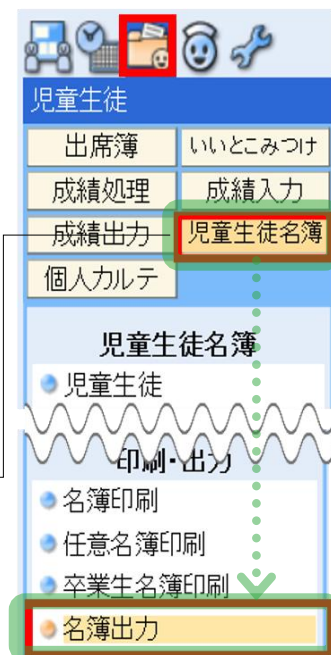 児童生徒
出席簿 いいとこみつけ
成績処理 成績入力
成績出力 児童生徒名簿
個人カルテ
児童生徒名簿
児童生徒
印刷・出力
名簿印刷
任意名簿印刷
卒業生名簿印刷
名簿出力